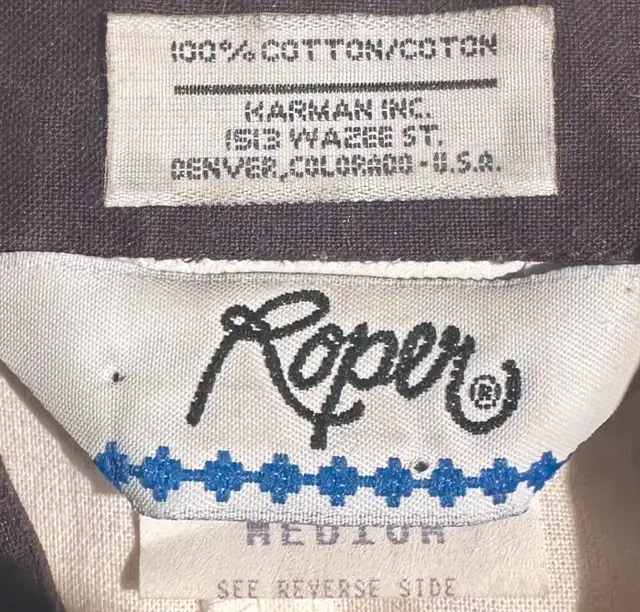 100% COTTON/COTON
KARMAN INC.
1513 WAZEE ST.
DENVER, COLORADO - U.S.A.
Roper®
MEDIUM
SEE REVERSE SIDE